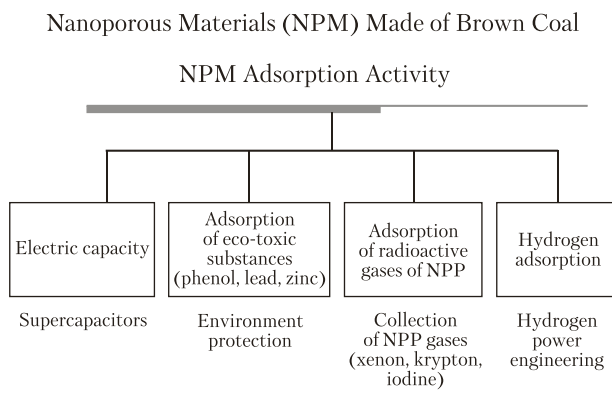 Nanoporous Materials (NPM) Made of Brown Coal
NPM Adsorption Activity
Electric capacity
Adsorption
of eco-toxic
substances
(phenol, lead, zinc)
Adsorption
of radioactive
gases of NPP
Hydrogen
adsorption
Supercapacitors
Environment
protection
Collection
of NPP gases
(xenon, krypton,
iodine)
Hydrogen
power
engineering